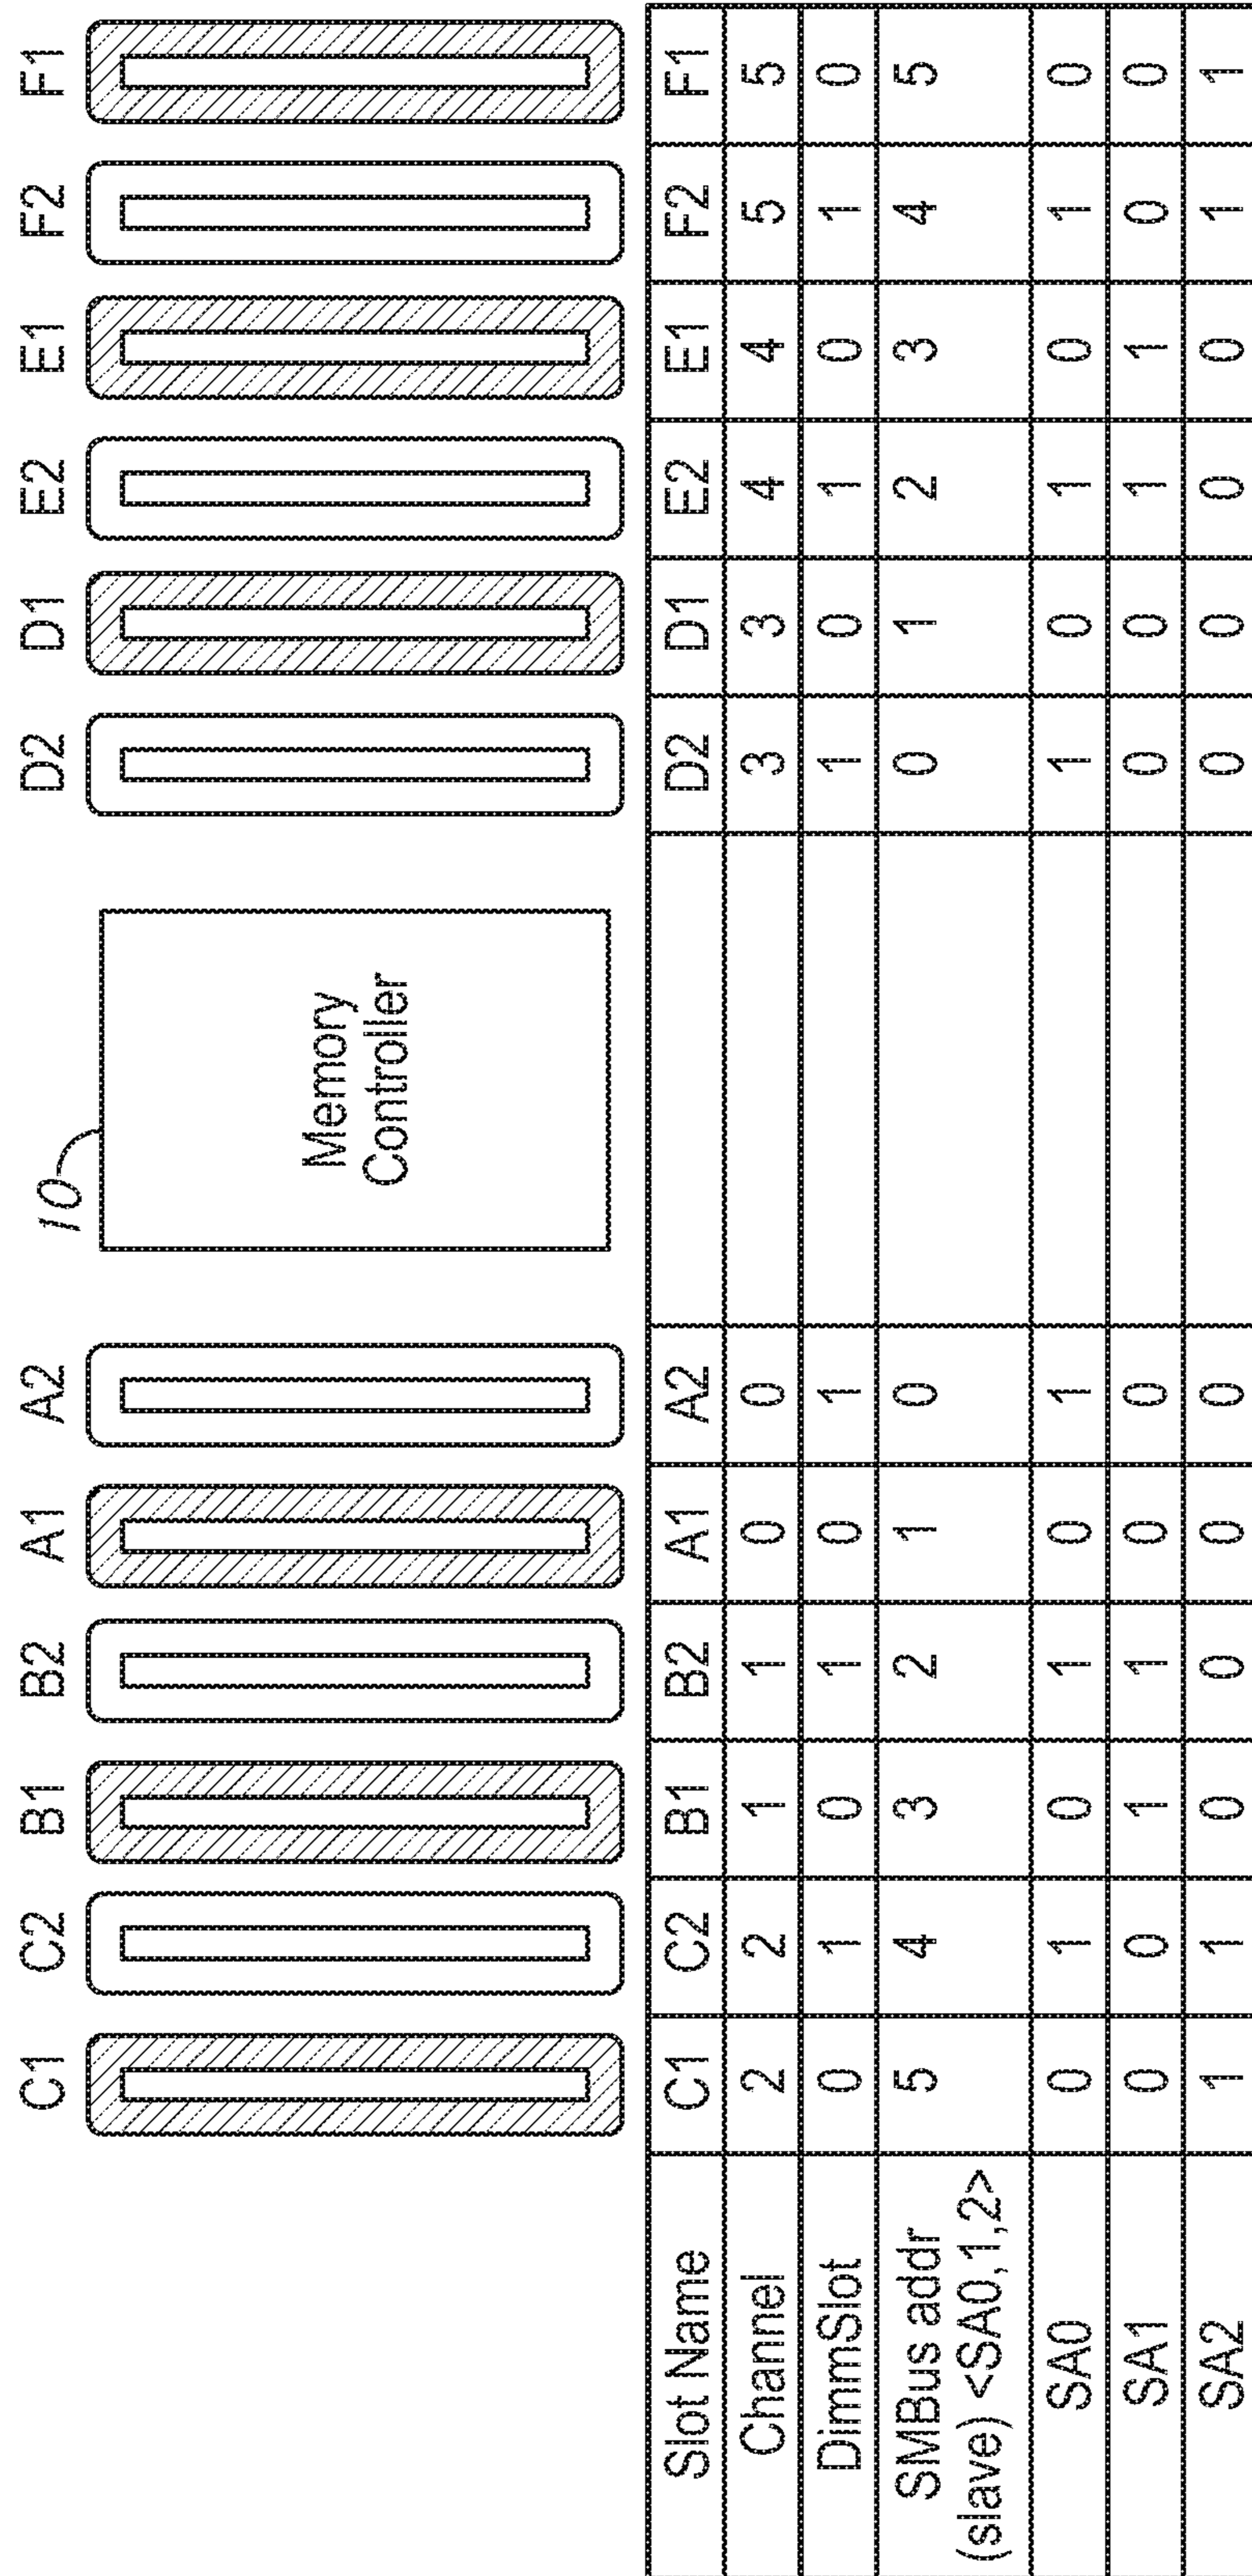 C1 C2 B1 B2 A1 A2 D2 D1 E2 E1 F2 F1
10
Memory
Controller
Slot Name C1 C2 B1 B2 A1 A2 D2 D1 E2 E1 F2 F1
Channel 2 2 1 1 0 0 3 3 4 4 5 5
DimmSlot 0 1 0 1 0 1 1 0 1 0 1 0
SMBus addr
(slave) <SA0,1,2> 5 4 3 2 1 0 0 1 2 3 4 5
SA0 0 1 0 1 0 1 1 0 1 0 1 0
SA1 0 0 1 1 0 0 0 0 1 1 0 0
SA2 1 1 0 0 0 0 0 0 0 0 1 1